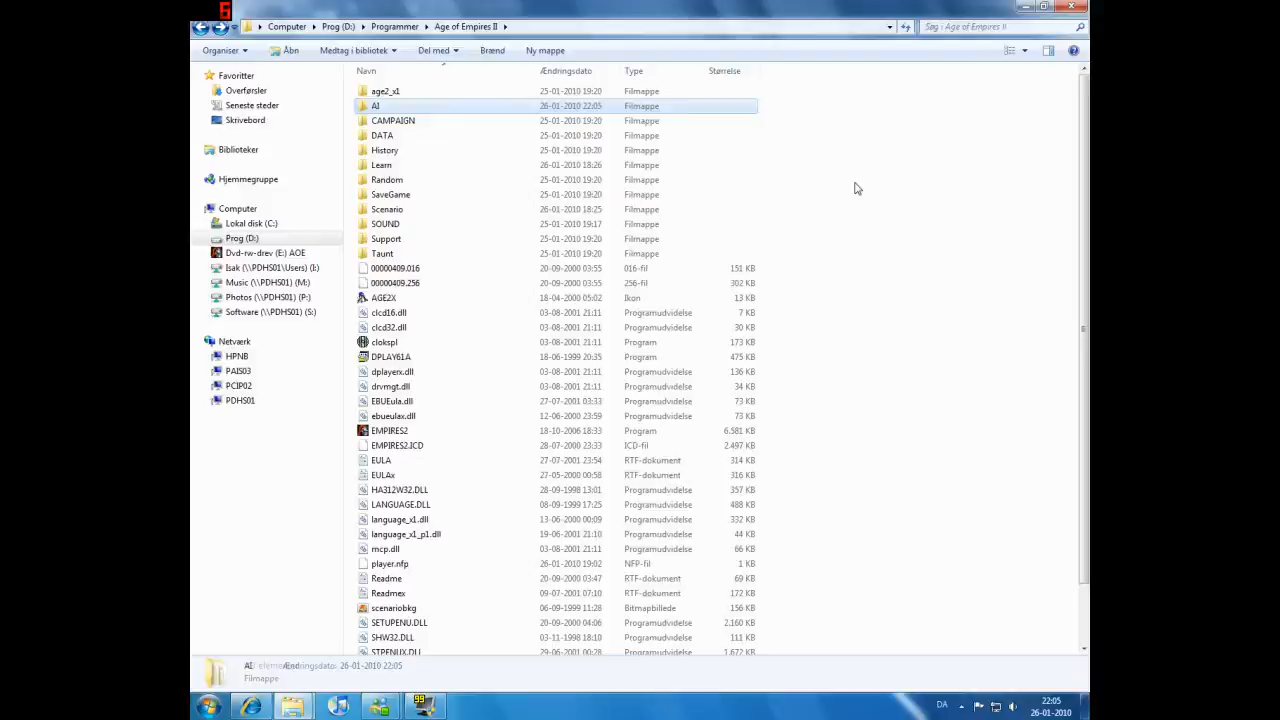 6
Computer Prog (D:) Programmer Age of Empires II
Søg i Age of Empires II
Organiser Åbn Medtag i bibliotek Del med Brænd Ny mappe
Navn Ændringsdato Type Størrelse
Favoritter
Overførsler
Seneste steder
Skrivebord
Biblioteker
Hjemmegruppe
Computer
Lokal disk (C:)
Prog (D:)
Dvd-rw-drev (E:) AOE
Isak (\\PDHS01\Users) (I:)
Music (\\PDHS01) (M:)
Photos (\\PDHS01) (P:)
Software (\\PDHS01) (S:)
Netværk
HPNB
PAIS03
PCIP02
PDHS01
age2_x1 25-01-2010 19:20 Filmappe
AI 26-01-2010 22:05 Filmappe
CAMPAIGN 25-01-2010 19:20 Filmappe
DATA 25-01-2010 19:20 Filmappe
History 25-01-2010 19:20 Filmappe
Learn 26-01-2010 18:26 Filmappe
Random 25-01-2010 19:20 Filmappe
SaveGame 25-01-2010 19:20 Filmappe
Scenario 26-01-2010 18:25 Filmappe
SOUND 25-01-2010 19:17 Filmappe
Support 25-01-2010 19:20 Filmappe
Taunt 25-01-2010 19:20 Filmappe
00000409.016 20-09-2000 03:55 016-fil 151 KB
00000409.256 20-09-2000 03:55 256-fil 302 KB
AGE2X 18-04-2000 05:02 Ikon 13 KB
clcd16.dll 03-08-2001 21:11 Programudvidelse 7 KB
clcd32.dll 03-08-2001 21:11 Programudvidelse 30 KB
clokspl 03-08-2001 21:11 Program 173 KB
DPLAY61A 18-06-1999 20:35 Program 475 KB
dplayerx.dll 03-08-2001 21:11 Programudvidelse 136 KB
drvmgt.dll 03-08-2001 21:11 Programudvidelse 34 KB
EBUEula.dll 27-07-2001 03:33 Programudvidelse 73 KB
ebueulax.dll 12-06-2000 23:59 Programudvidelse 73 KB
EMPIRES2 18-10-2006 18:33 Program 6.581 KB
EMPIRES2.ICD 28-07-2000 23:33 ICD-fil 2.497 KB
EULA 27-07-2001 23:54 RTF-dokument 314 KB
EULAx 27-05-2000 00:58 RTF-dokument 316 KB
HA312W32.DLL 28-09-1998 13:01 Programudvidelse 357 KB
LANGUAGE.DLL 08-09-1999 17:25 Programudvidelse 488 KB
language_x1.dll 13-06-2000 00:09 Programudvidelse 332 KB
language_x1_p1.dll 19-06-2001 21:10 Programudvidelse 44 KB
mcp.dll 03-08-2001 21:11 Programudvidelse 66 KB
player.nfp 26-01-2010 19:02 NFP-fil 1 KB
Readme 20-09-2000 03:47 RTF-dokument 69 KB
Readmex 09-07-2001 07:10 RTF-dokument 172 KB
scenariobkg 06-09-1999 11:28 Bitmapbillede 156 KB
SETUPENU.DLL 20-09-2000 04:06 Programudvidelse 2.160 KB
SHW32.DLL 03-11-1998 18:10 Programudvidelse 111 KB
STPENUX.DLL 29-06-2001 00:28 Programudvidelse 1.672 KB
AI Ændringsdato: 26-01-2010 22:05
Filmappe
99
DA
22:05
26-01-2010